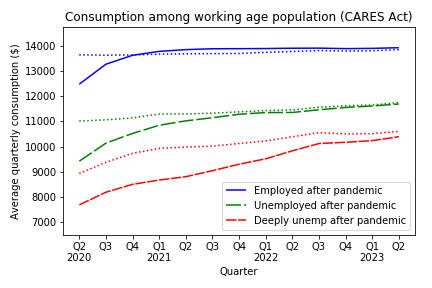 Consumption among working age population (CARES Act)
Average quarterly consumption ($)
14000
13000
12000
11000
10000
9000
8000
7000
Employed after pandemic
Unemployed after pandemic
Deeply unemp after pandemic
Q2 Q3 Q4 Q1 Q2 Q3 Q4 Q1 Q2 Q3 Q4 Q1 Q2
2020 2021 2022 2023
Quarter